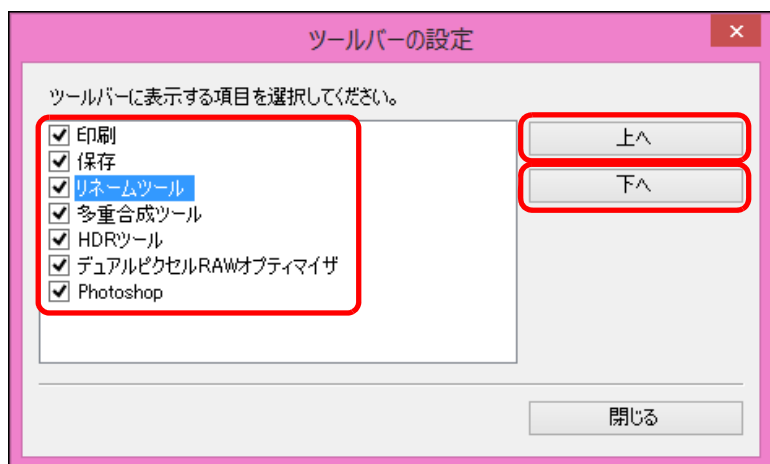 ツールバーの設定
ツールバーに表示する項目を選択してください。
印刷
保存
リネームツール
多重合成ツール
HDRツール
デュアルピクセルRAWオプティマイザ
Photoshop
上へ
下へ
閉じる